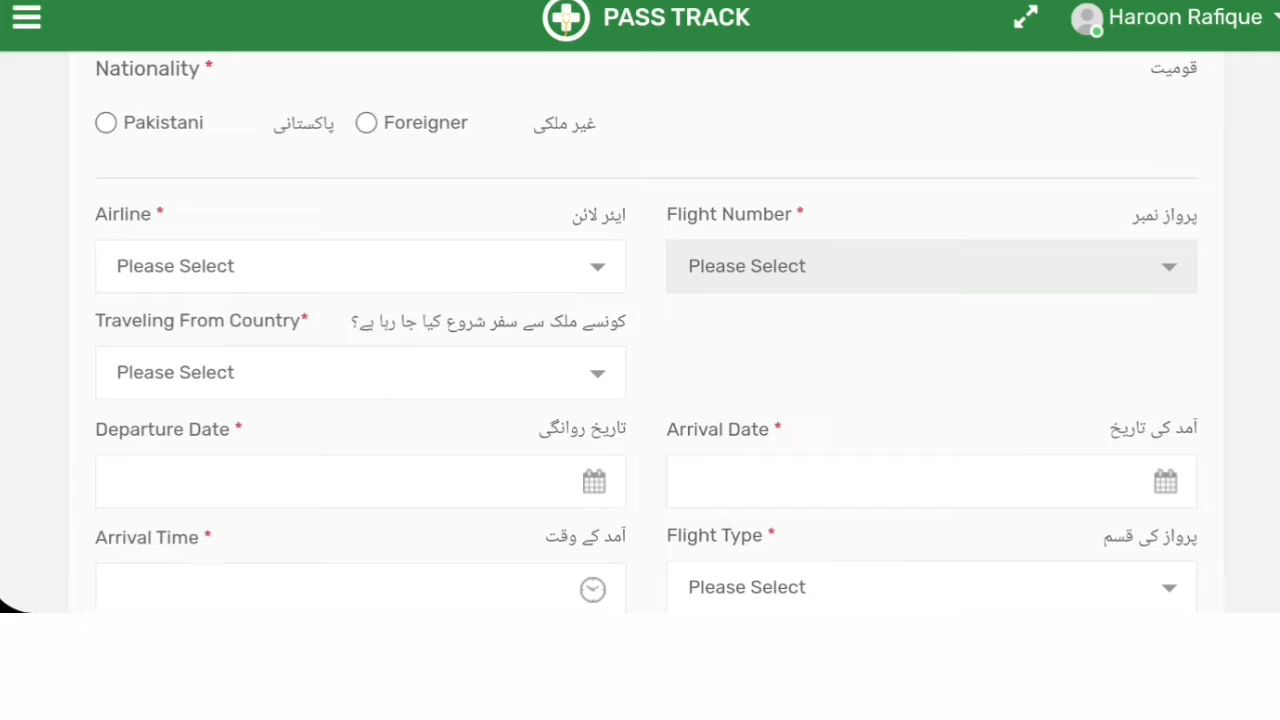 PASS TRACK
Haroon Rafique
Nationality * قومیت
Pakistani پاکستانی Foreigner غیر ملکی
Airline * ایئر لائن Flight Number * پرواز نمبر
Please Select Please Select
Traveling From Country* کونسے ملک سے سفر شروع کیا جا رہا ہے؟
Please Select
Departure Date * تاریخ روانگی Arrival Date * آمد کی تاریخ
Arrival Time * آمد کے وقت Flight Type * پرواز کی قسم
Please Select